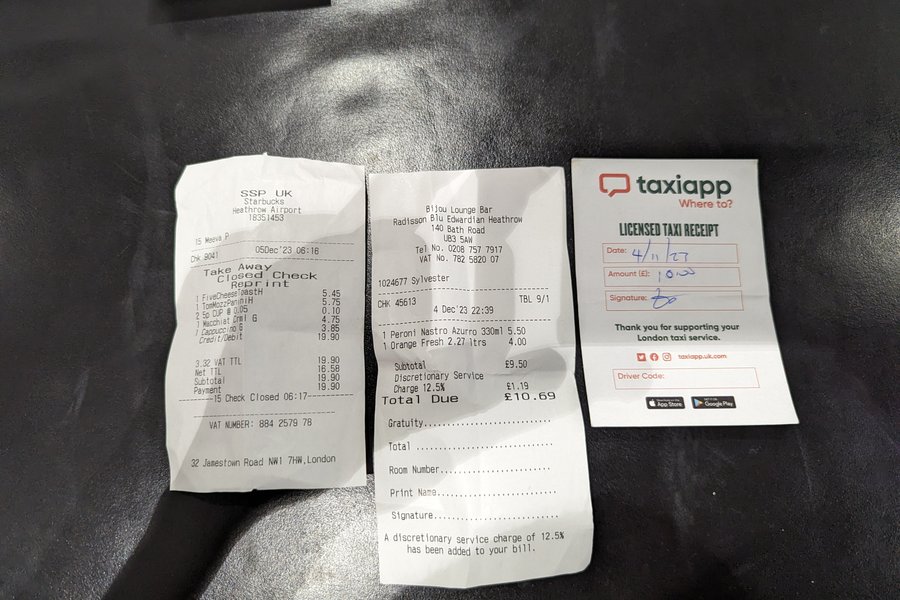 SSP UK
Starbucks
Heathrow Airport
18351453
15 Meeva P
Chk 9041 05Dec'23 06:16
Take Away
Closed Check
Reprint
1 FiveCheeseToastH 5.45
1 TomMozzPaniniH 5.75
2 5p CUP @ 0.05 0.10
1 Macchiat Crml G 4.75
1 Cappuccino G 3.85
Credit/Debit 19.90
3.32 VAT TTL 19.90
Net TTL 16.58
Subtotal 19.90
Payment 19.90
15 Check Closed 06:17
VAT NUMBER: 884 2579 78
32 Jamestown Road NW1 7HW,London
Bijou Lounge Bar
Radisson Blu Edwardian Heathrow
140 Bath Road
UB3 5AW
Tel No. 0208 757 7917
VAT No. 782 5820 07
1024677 Sylvester
CHK 45613 TBL 9/1
4 Dec'23 22:39
1 Peroni Nastro Azurro 330ml 5.50
1 Orange Fresh 2.27 ltrs 4.00
Subtotal £9.50
Discretionary Service
Charge 12.5% £1.19
Total Due £10.69
Gratuity
Total
Room Number
Print Name
Signature
A discretionary service charge of 12.5%
has been added to your bill.
taxiapp
Where to?
LICENSED TAXI RECEIPT
Date: 4/11/23
Amount (£): 10.00
Signature:
Thank you for supporting your
London taxi service.
taxiapp.uk.com
Driver Code:
App Store
Google Play